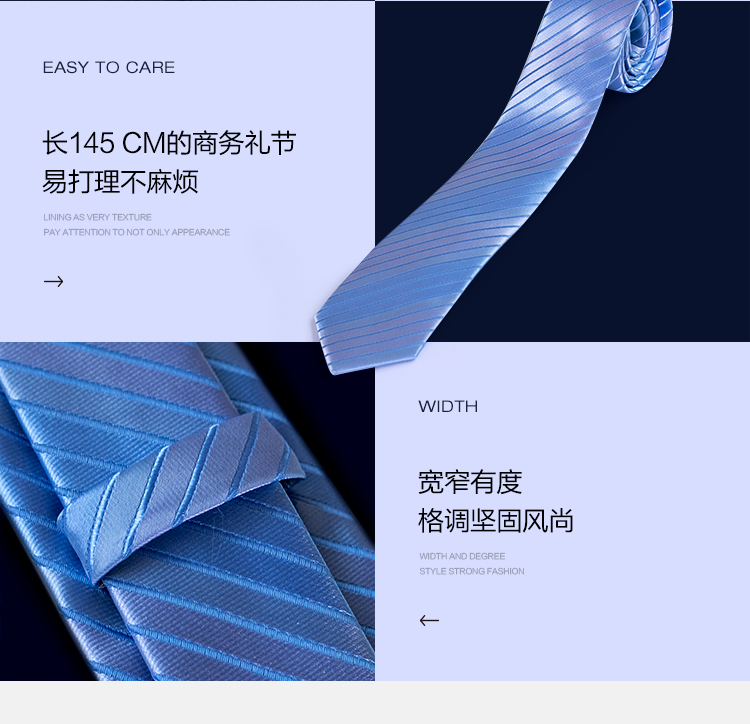 EASY TO CARE
长145 CM的商务礼节
易打理不麻烦
LINING AS VERY TEXTURE
PAY ATTENTION TO NOT ONLY APPEARANCE
WIDTH
宽窄有度
格调坚固风尚
WIDTH AND DEGREE
STYLE STRONG FASHION